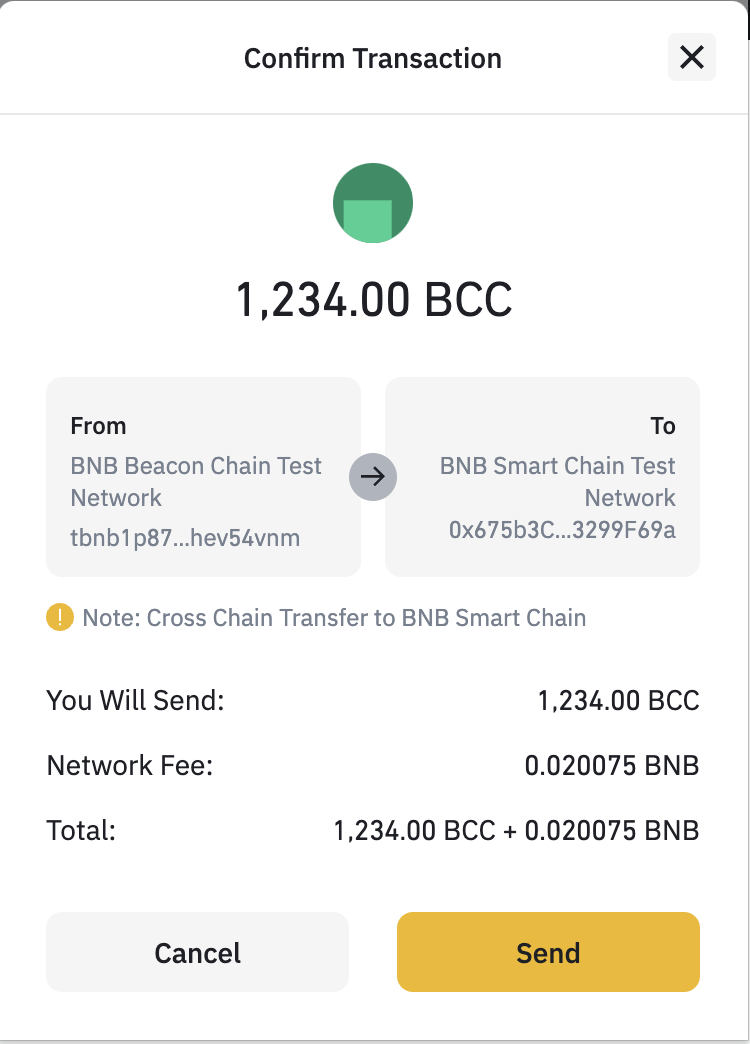 Confirm Transaction
1,234.00 BCC
From
BNB Beacon Chain Test
Network
tbnb1p87...hev54vnm
To
BNB Smart Chain Test
Network
0x675b3C...3299F69a
! Note: Cross Chain Transfer to BNB Smart Chain
You Will Send: 1,234.00 BCC
Network Fee: 0.020075 BNB
Total: 1,234.00 BCC + 0.020075 BNB
Cancel
Send